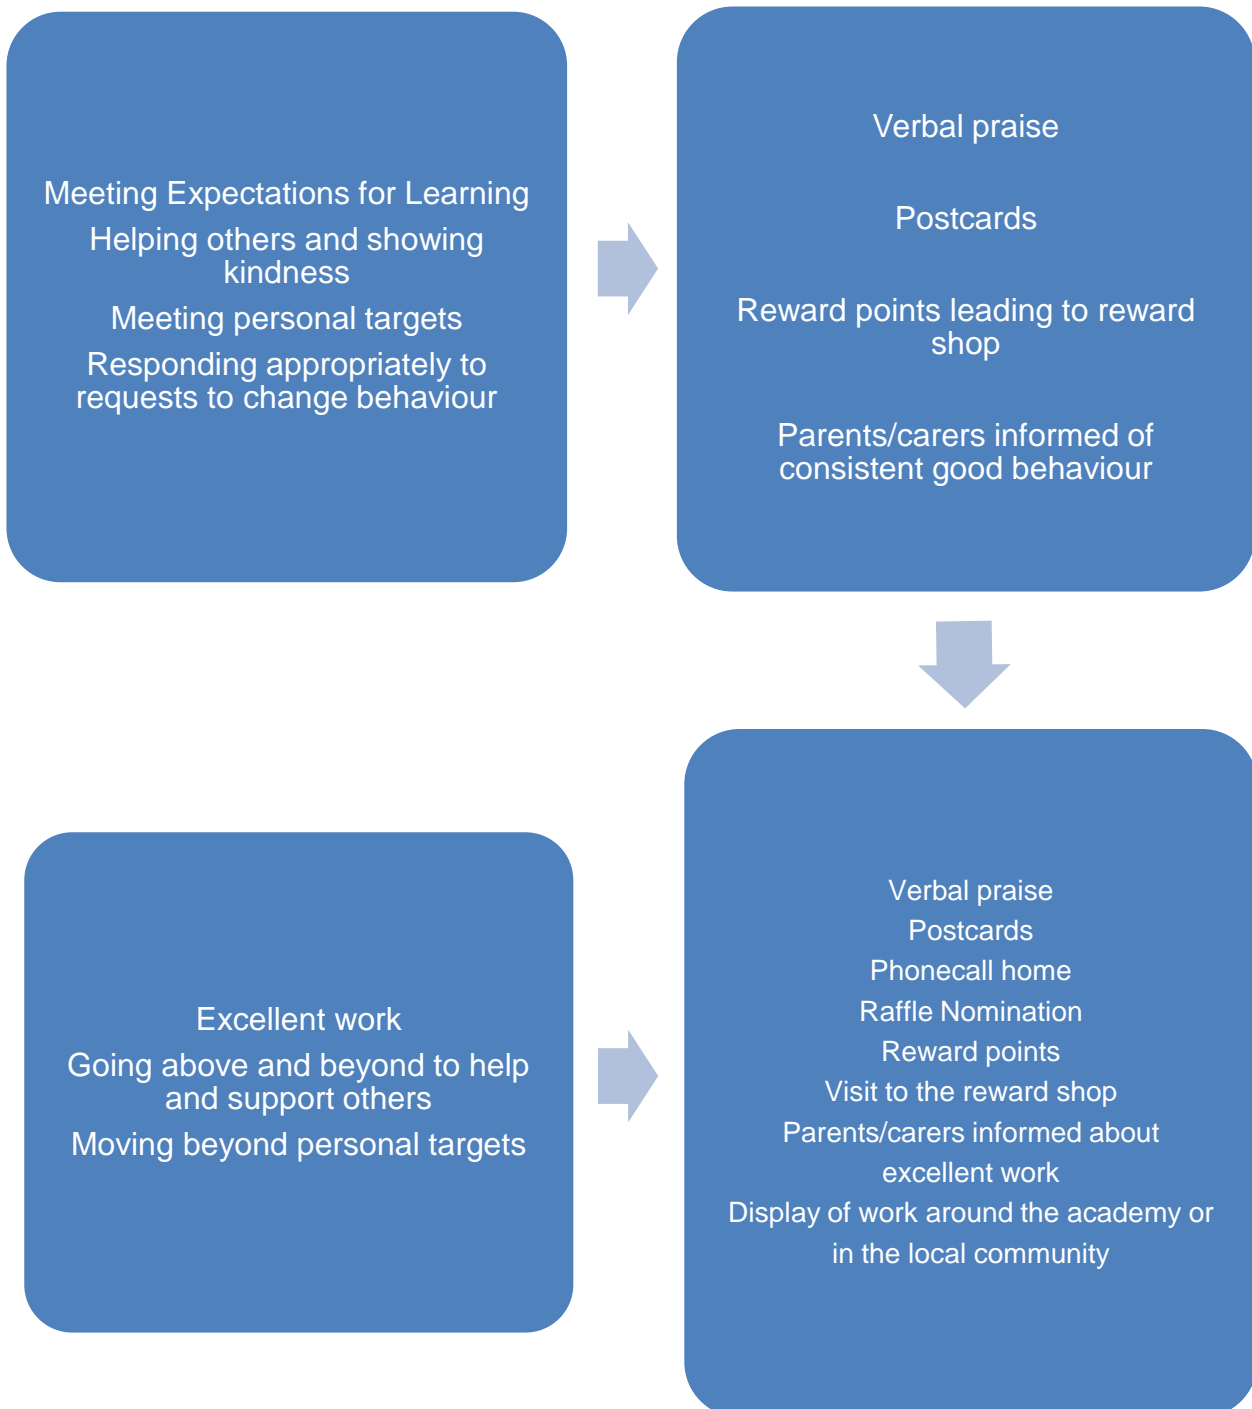 Meeting Expectations for Learning
Helping others and showing
kindness
Meeting personal targets
Responding appropriately to
requests to change behaviour
Verbal praise
Postcards
Reward points leading to reward
shop
Parents/carers informed of
consistent good behaviour
Excellent work
Going above and beyond to help
and support others
Moving beyond personal targets
Verbal praise
Postcards
Phonecall home
Raffle Nomination
Reward points
Visit to the reward shop
Parents/carers informed about
excellent work
Display of work around the academy or
in the local community